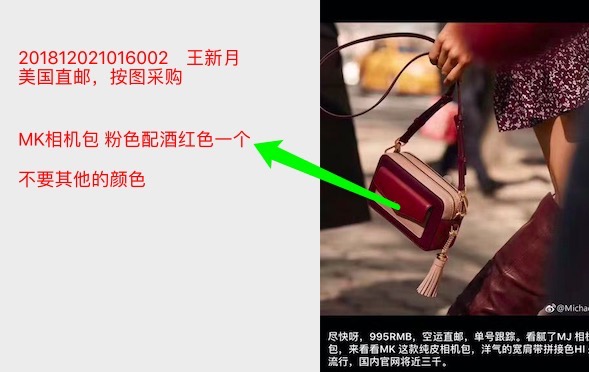 201812021016002 王新月
美国直邮，按图采购
MK相机包 粉色配酒红色一个
不要其他的颜色
@Michae
尽快呀，995RMB，空运直邮，单号跟踪。看腻了MJ 相机
包，来看看MK 这款纯皮相机包，洋气的宽肩带拼接色HI
流行，国内官网将近三千。